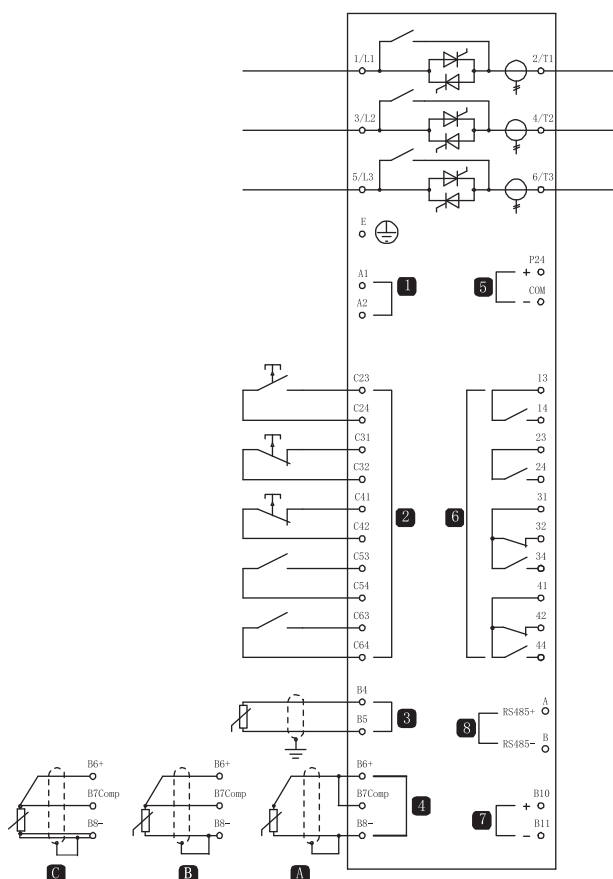 1/L1 2/T1
3/L2 4/T2
5/L3 6/T3
E
A1 1 5 + P24
A2 - COM
C23 13
C24 14
C31 23
C32 24
C41 2 6 31
C42 32
C53 34
C54 41
C63 42
C64 44
B4 3 8 RS485+ A
B5 RS485- B
B6+ B6+ B6+ 4
B7Comp B7Comp B7Comp 7 + B10
B8- B8- B8- - B11
C B A